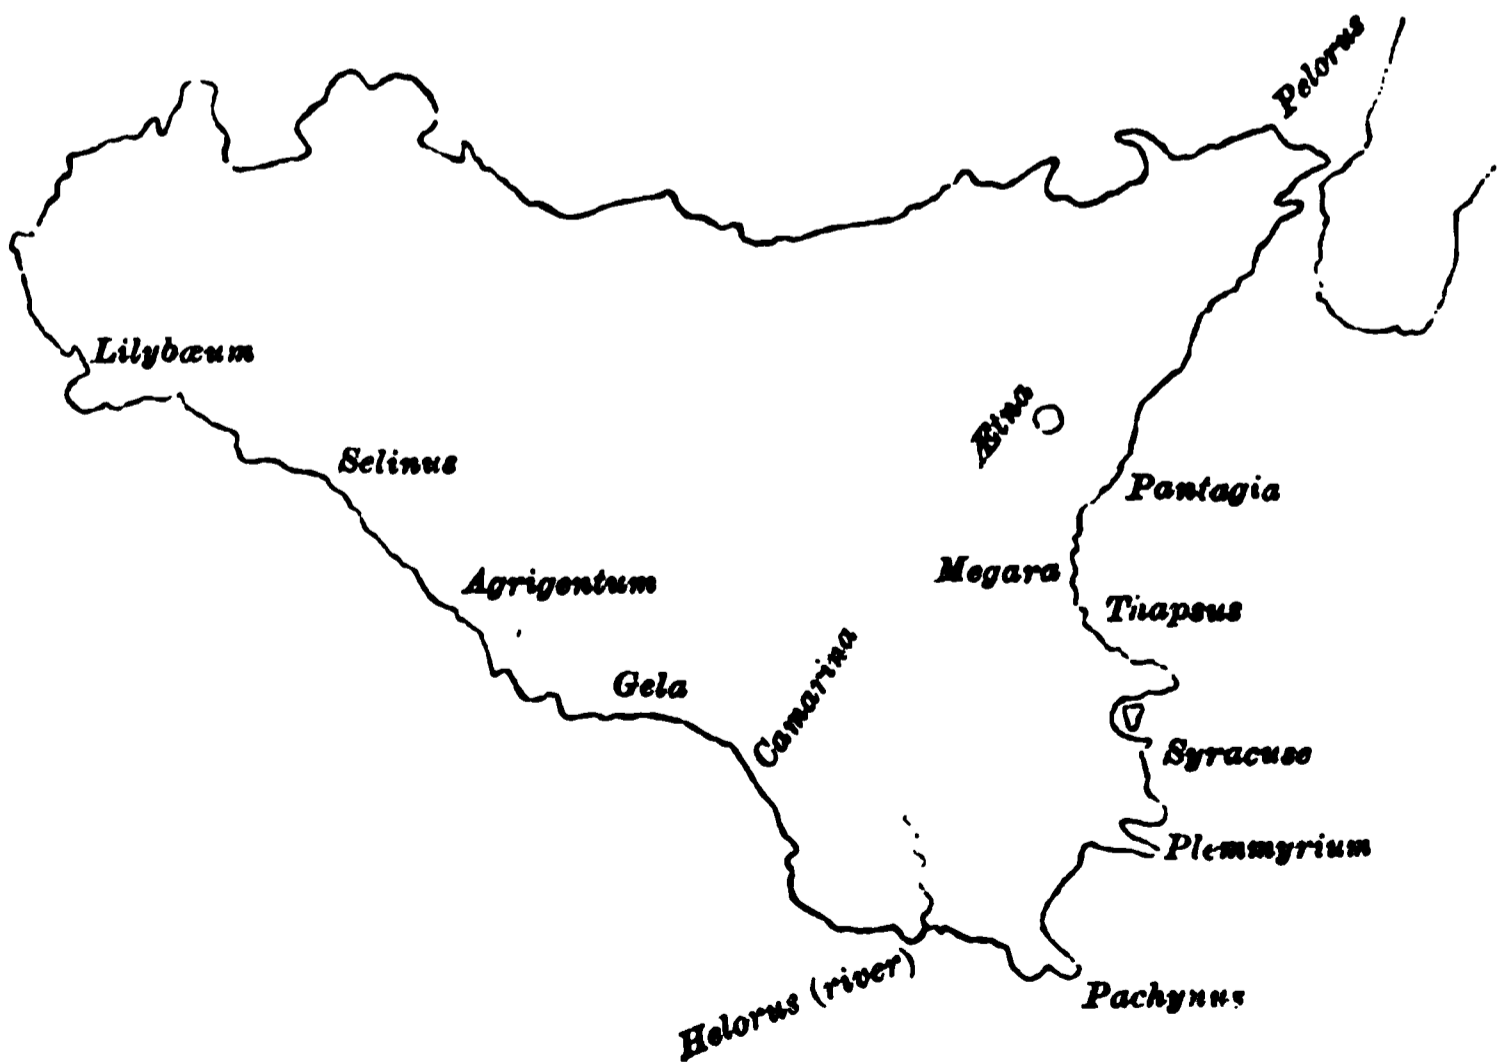 Pelorus
Lilybæum
Ætna
Selinus
Pantagia
Megara
Agrigentum
Thapsus
Camarina
Gela
Syracuse
Plemmyrium
Helorus (river)
Pachynus